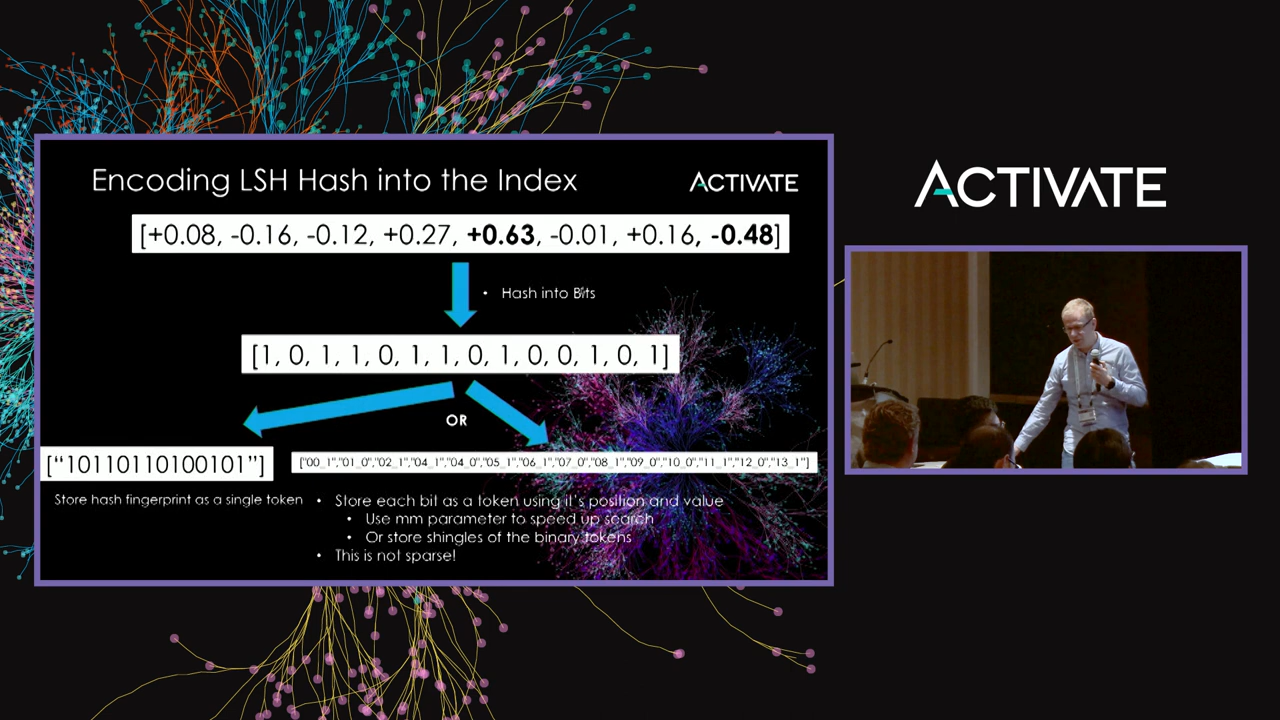 Encoding LSH Hash into the Index
ACTIVATE
[+0.08, -0.16, -0.12, +0.27, +0.63, -0.01, +0.16, -0.48]
• Hash into Bits
[1, 0, 1, 1, 0, 1, 1, 0, 1, 0, 0, 1, 0, 1]
OR
["10110110100101"]
["00_1","01_0","02_1","04_1","04_0","05_1","06_1","07_0","08_1","09_0","10_0","11_1","12_0","13_1"]
Store hash fingerprint as a single token
• Store each bit as a token using it's position and value
• Use mm parameter to speed up search
• Or store shingles of the binary tokens
• This is not sparse!
ACTIVATE